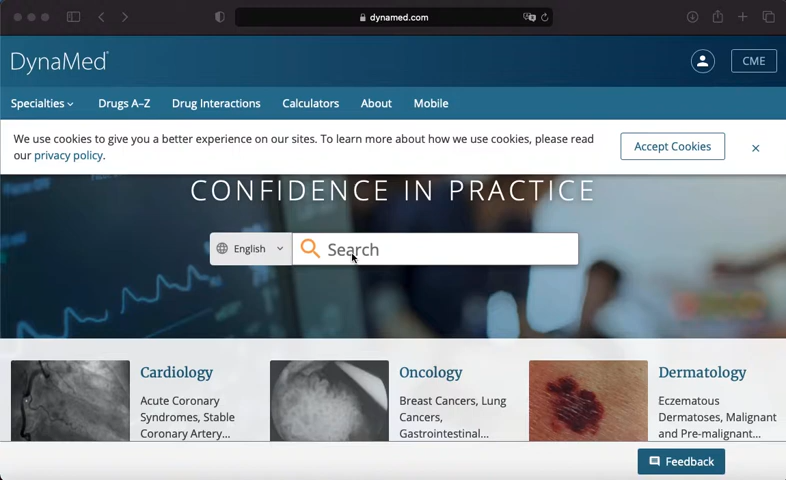 dynamed.com
DynaMed
CME
Specialties
Drugs A–Z
Drug Interactions
Calculators
About
Mobile
We use cookies to give you a better experience on our sites. To learn more about how we use cookies, please read
our privacy policy.
Accept Cookies
CONFIDENCE IN PRACTICE
English
Search
Cardiology
Acute Coronary
Syndromes, Stable
Coronary Artery...
Oncology
Breast Cancers, Lung
Cancers,
Gastrointestinal...
Dermatology
Eczematous
Dermatoses, Malignant
and Pre-malignant...
Feedback